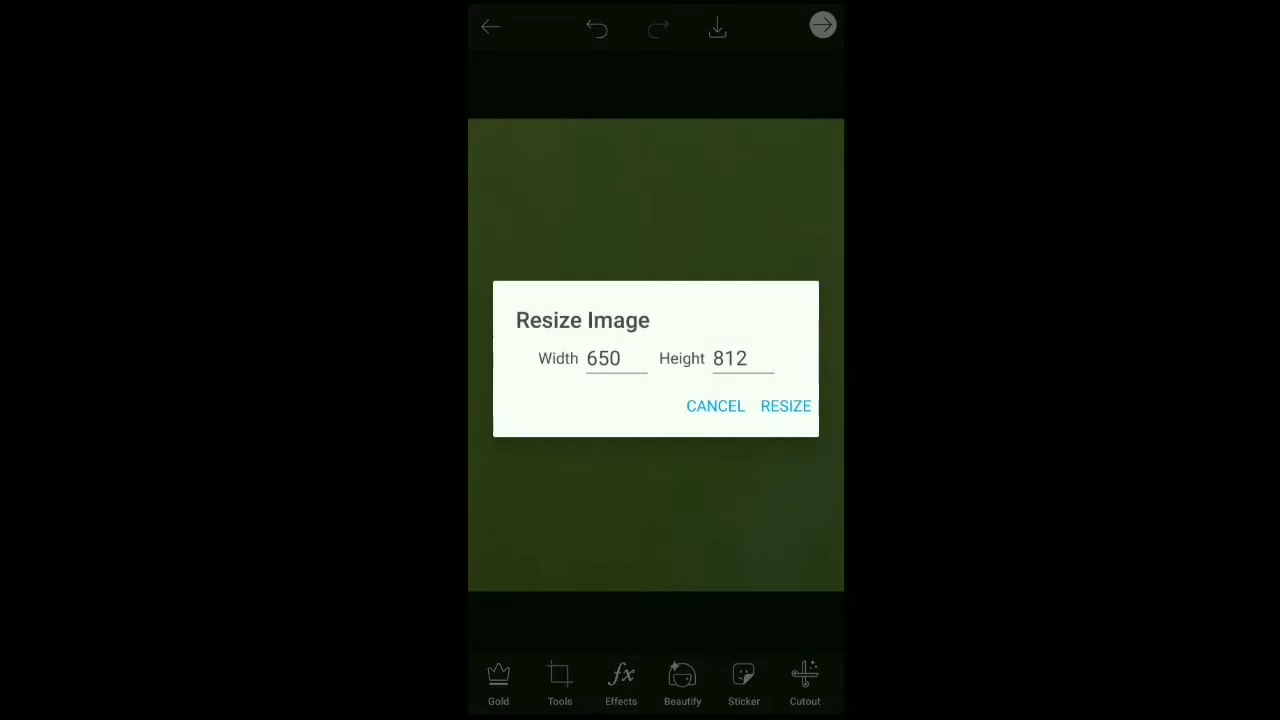 Resize Image
Width 650 Height 812
CANCEL RESIZE
Gold Tools Effects Beautify Sticker Cutout